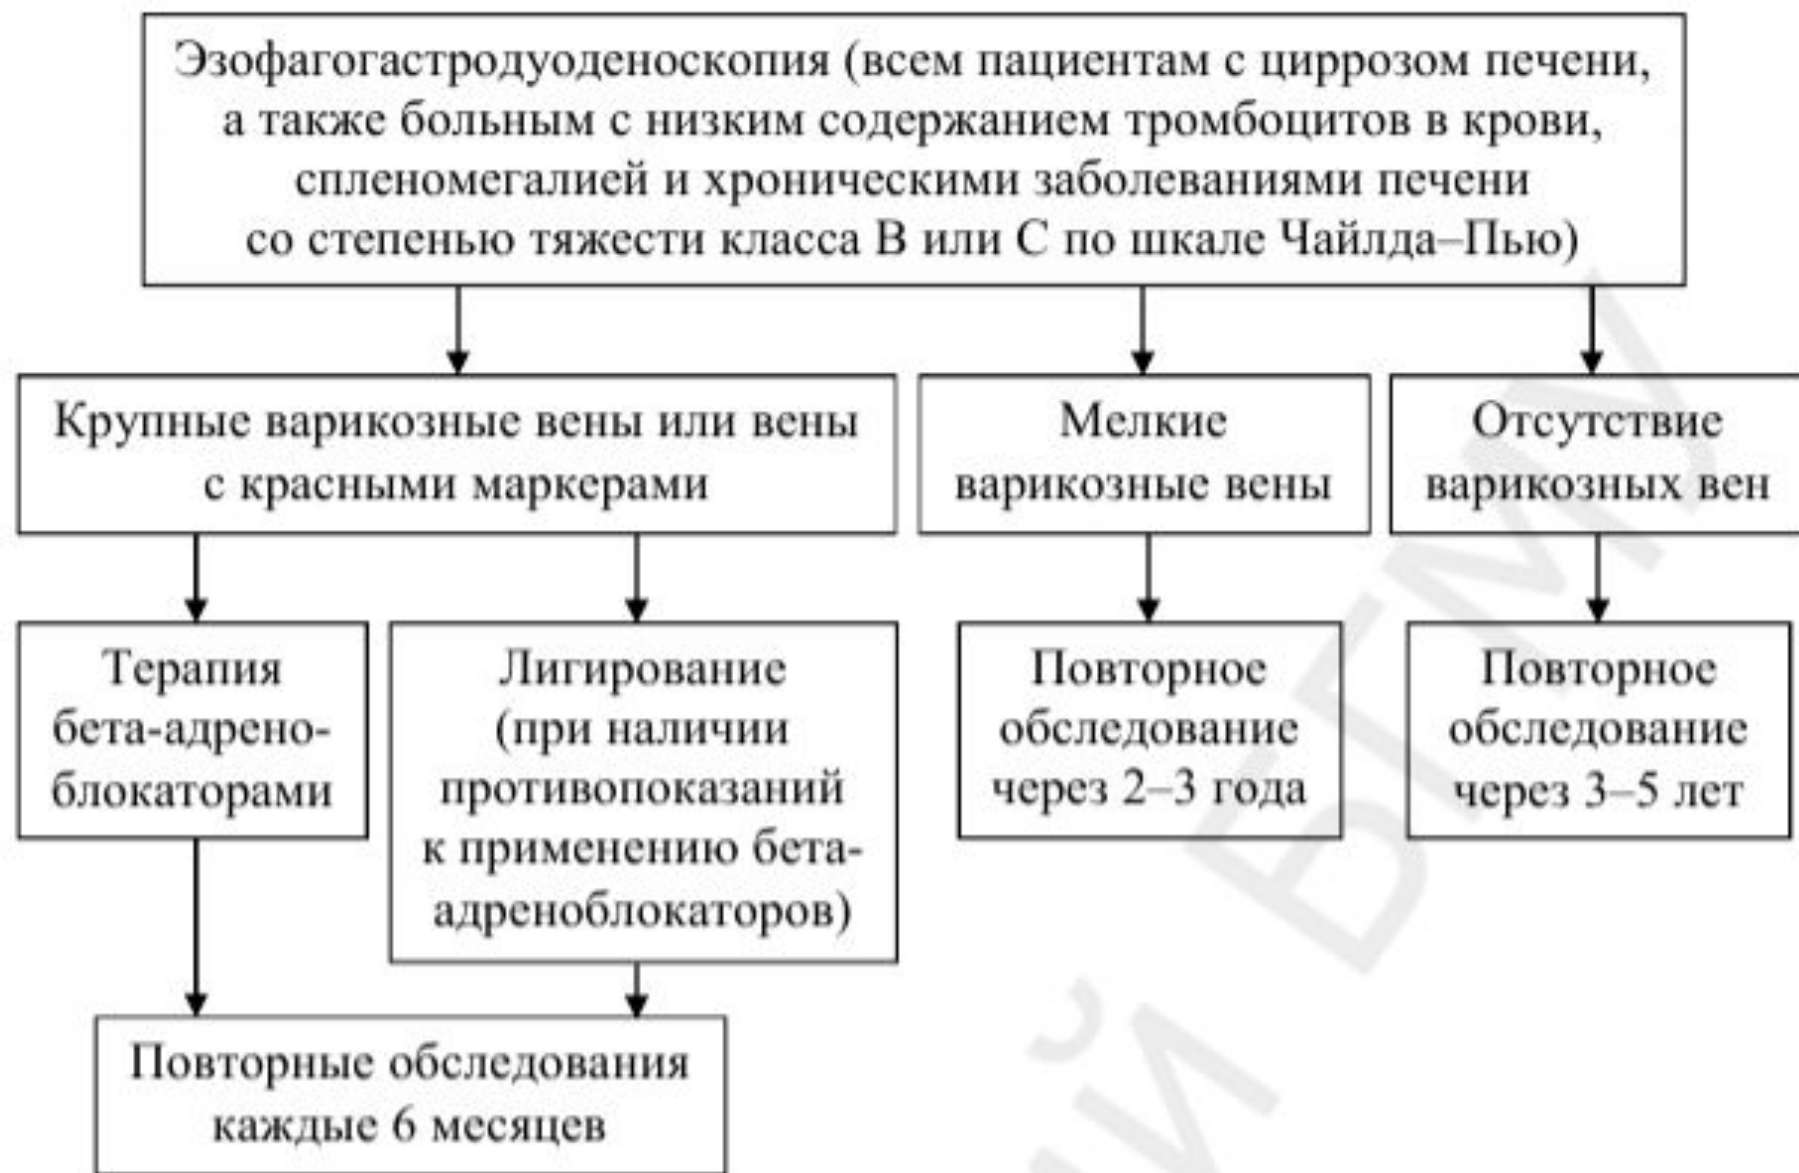 Эзофагогастродуоденоскопия (всем пациентам с циррозом печени,
а также больным с низким содержанием тромбоцитов в крови,
спленомегалией и хроническими заболеваниями печени
со степенью тяжести класса В или С по шкале Чайлда–Пью)
Крупные варикозные вены или вены
с красными маркерами
Мелкие
варикозные вены
Отсутствие
варикозных вен
Терапия
бета-адрено-
блокаторами
Лигирование
(при наличии
противопоказаний
к применению бета-
адреноблокаторов)
Повторное
обследование
через 2–3 года
Повторное
обследование
через 3–5 лет
Повторные обследования
каждые 6 месяцев
БГМУ